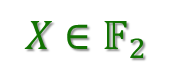 X ∈ 𝔽₂